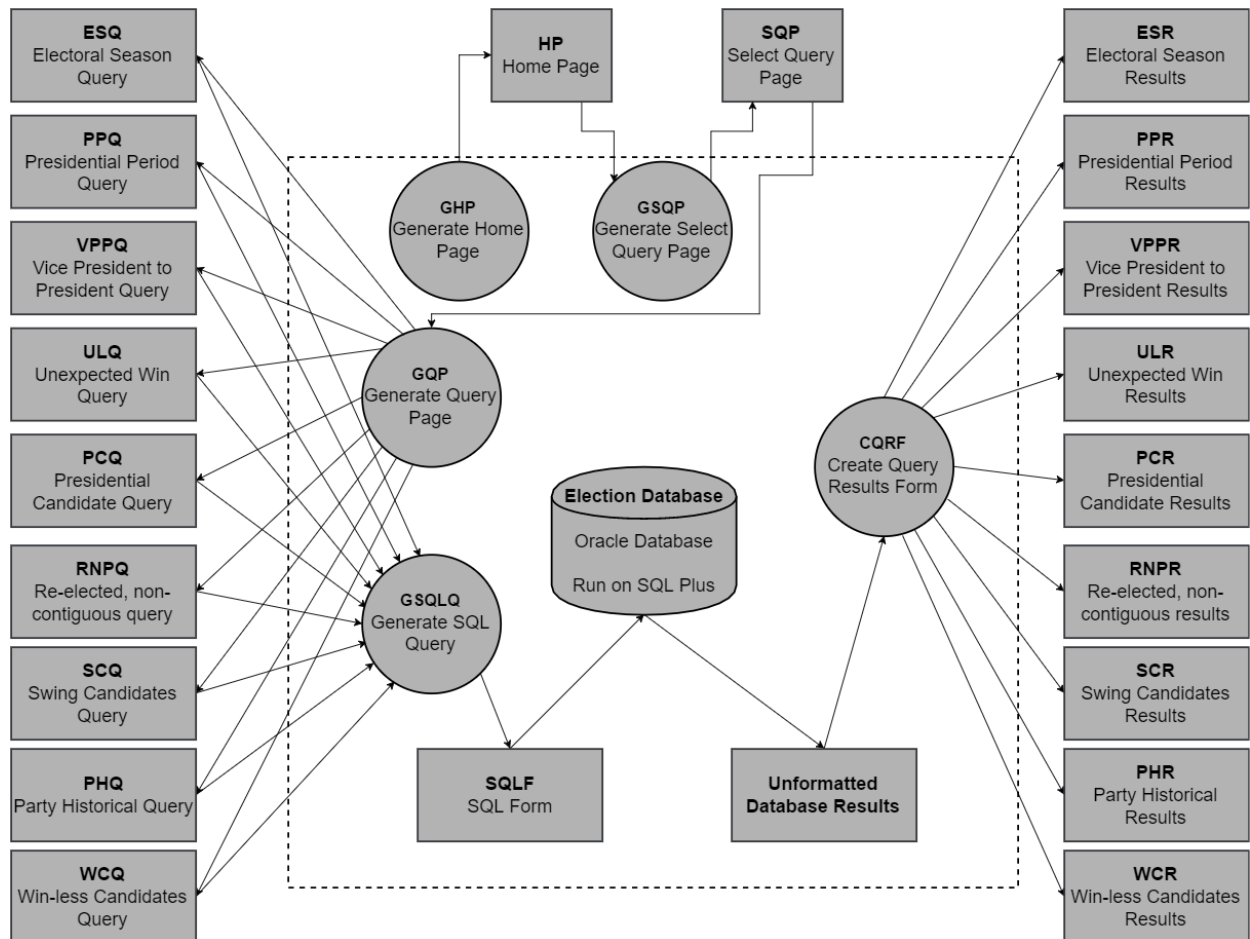 ESQ
Electoral Season
Query
PPQ
Presidential Period
Query
VPPQ
Vice President to
President Query
ULQ
Unexpected Win
Query
PCQ
Presidential
Candidate Query
RNPQ
Re-elected, non-
contiguous query
SCQ
Swing Candidates
Query
PHQ
Party Historical Query
WCQ
Win-less Candidates
Query
HP
Home Page
SQP
Select Query
Page
GHP
Generate Home
Page
GSQP
Generate Select
Query Page
GQP
Generate Query
Page
GSQLQ
Generate SQL
Query
Election Database
Oracle Database
Run on SQL Plus
SQLF
SQL Form
Unformatted
Database Results
CQRF
Create Query
Results Form
ESR
Electoral Season
Results
PPR
Presidential Period
Results
VPPR
Vice President to
President Results
ULR
Unexpected Win
Results
PCR
Presidential
Candidate Results
RNPR
Re-elected, non-
contiguous results
SCR
Swing Candidates
Results
PHR
Party Historical
Results
WCR
Win-less Candidates
Results